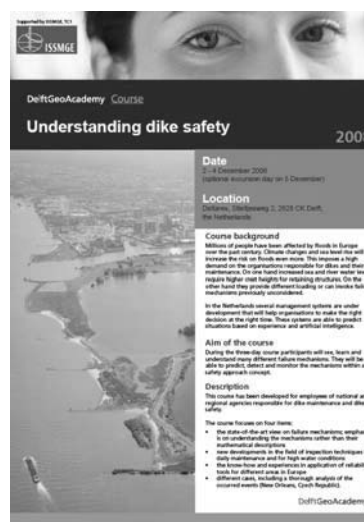 Supported by ISSMGE, TC1
ISSMGE
DelftGeoAcademy Course
Understanding dike safety
200
Date
2 - 4 December 2008
(optional excursion day on 5 December)
Location
Deltares, Stieltjesweg 2, 2628 CK Delft,
the Netherlands
Course background
Millions of people have been affected by floods in Europe
over the past century. Climate changes and sea level rise will
increase the risk on floods even more. This imposes a high
demand on the organisations responsible for dikes and their
maintenance. On one hand increased sea and river water lev
require higher crest heights for retaining structures. On the
other hand they provide different loading or can invoke failu
mechanisms previously unconsidered.
In the Netherlands several management systems are under
development that will help organisations to make the right
decision at the right time. These systems are able to predict
situations based on experience and artificial intelligence.
Aim of the course
During the three-day course participants will see, learn and
understand many different failure mechanisms. They will be
able to predict, detect and monitor the mechanisms within a
safety approach concept.
Description
This course has been developed for employees of national an
regional agencies responsible for dike maintenance and dike
safety.
The course focuses on four items:
• the state-of-the-art view on failure mechanisms; emphas
is on understanding the mechanisms rather than their
mathematical descriptions
• new developments in the field of inspection techniques
daily maintenance and for high water conditions
• the know-how and experiences in application of reliabili
tools for different areas in Europe
• different cases, including a thorough analysis of the
occurred events (New Orleans, Czech Republic).
DelftGeoAcadem